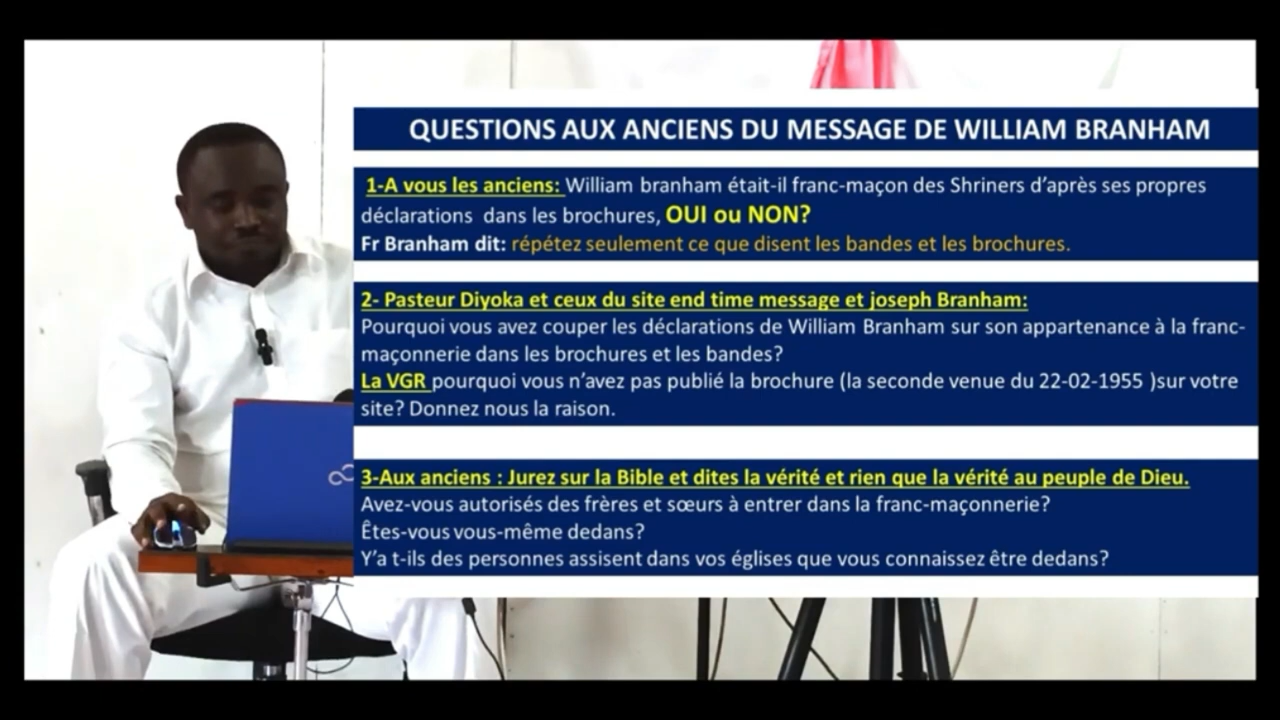 QUESTIONS AUX ANCIENS DU MESSAGE DE WILLIAM BRANHAM
1-A vous les anciens: William branham était-il franc-maçon des Shriners d'après ses propres
déclarations dans les brochures, OUI ou NON?
Fr Branham dit: répétez seulement ce que disent les bandes et les brochures.
2- Pasteur Diyoka et ceux du site end time message et joseph Branham:
Pourquoi vous avez couper les déclarations de William Branham sur son appartenance à la franc-
maçonnerie dans les brochures et les bandes?
La VGR pourquoi vous n'avez pas publié la brochure (la seconde venue du 22-02-1955 )sur votre
site? Donnez nous la raison.
3-Aux anciens : Jurez sur la Bible et dites la vérité et rien que la vérité au peuple de Dieu.
Avez-vous autorisés des frères et sœurs à entrer dans la franc-maçonnerie?
Êtes-vous vous-même dedans?
Y'a t-ils des personnes assisent dans vos églises que vous connaissez être dedans?